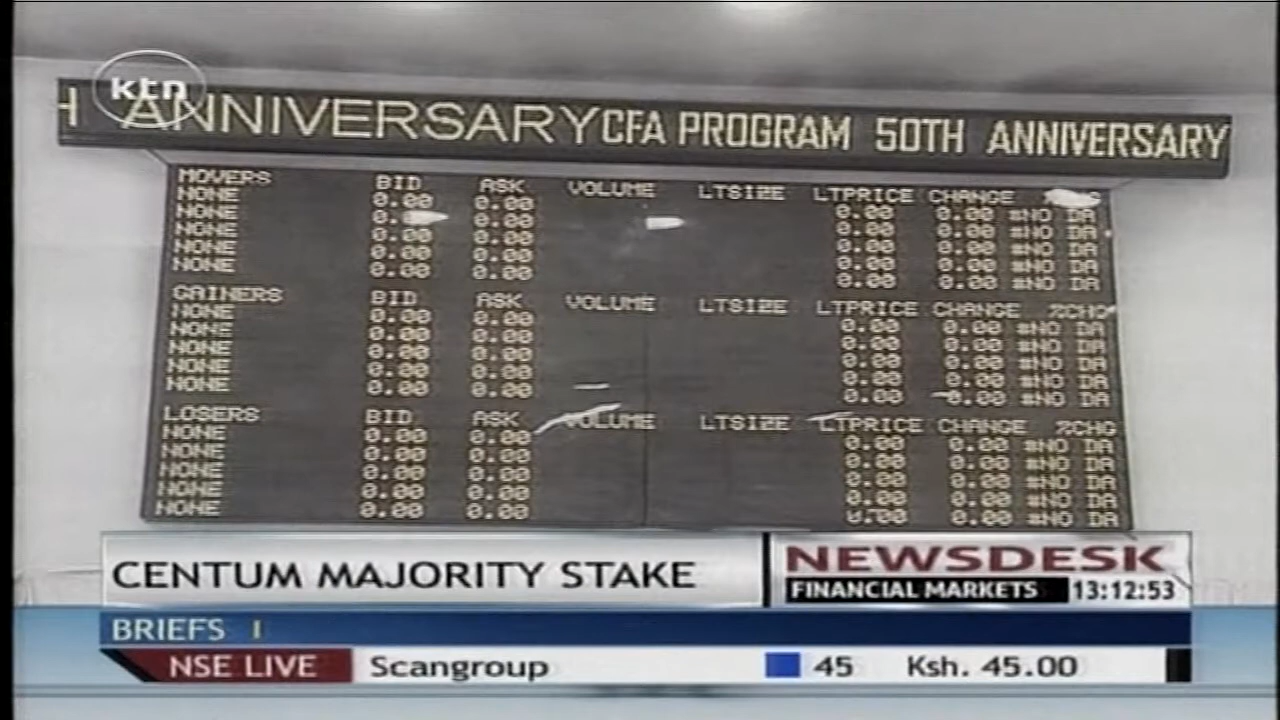 ktn
H ANNIVERSARY CFA PROGRAM 50TH ANNIVERSARY
MOVERS BID ASK VOLUME LTSIZE LTPRICE CHANGE
NONE 0.00 0.00 0.00 0.00 #NO DA
NONE 0.00 0.00 0.00 #NO DA
NONE 0.00 0.00 0.00 0.00 #NO DA
NONE 0.00 0.00 0.00 0.00 #NO DA
NONE 0.00 0.00 0.00 0.00 #NO DA
GAINERS BID ASK VOLUME LTSIZE LTPRICE CHANGE %CHG
NONE 0.00 0.00 0.00 0.00 #NO DA
NONE 0.00 0.00 0.00 0.00 #NO DA
NONE 0.00 0.00 0.00 0.00 #NO DA
NONE 0.00 0.00 0.00 0.00 #NO DA
NONE 0.00 0.00 0.00 0.00 #NO DA
LOSERS BID ASK VOLUME LTSIZE LTPRICE CHANGE %CHG
NONE 0.00 0.00 0.00 0.00 #NO DA
NONE 0.00 0.00 0.00 0.00 #NO DA
NONE 0.00 0.00 0.00 0.00 #NO DA
NONE 0.00 0.00 0.00 0.00 #NO DA
NONE 0.00 0.00 0.00 0.00 #NO DA
CENTUM MAJORITY STAKE
NEWSDESK
FINANCIAL MARKETS 13:12:53
BRIEFS
NSE LIVE Scangroup 45 Ksh. 45.00